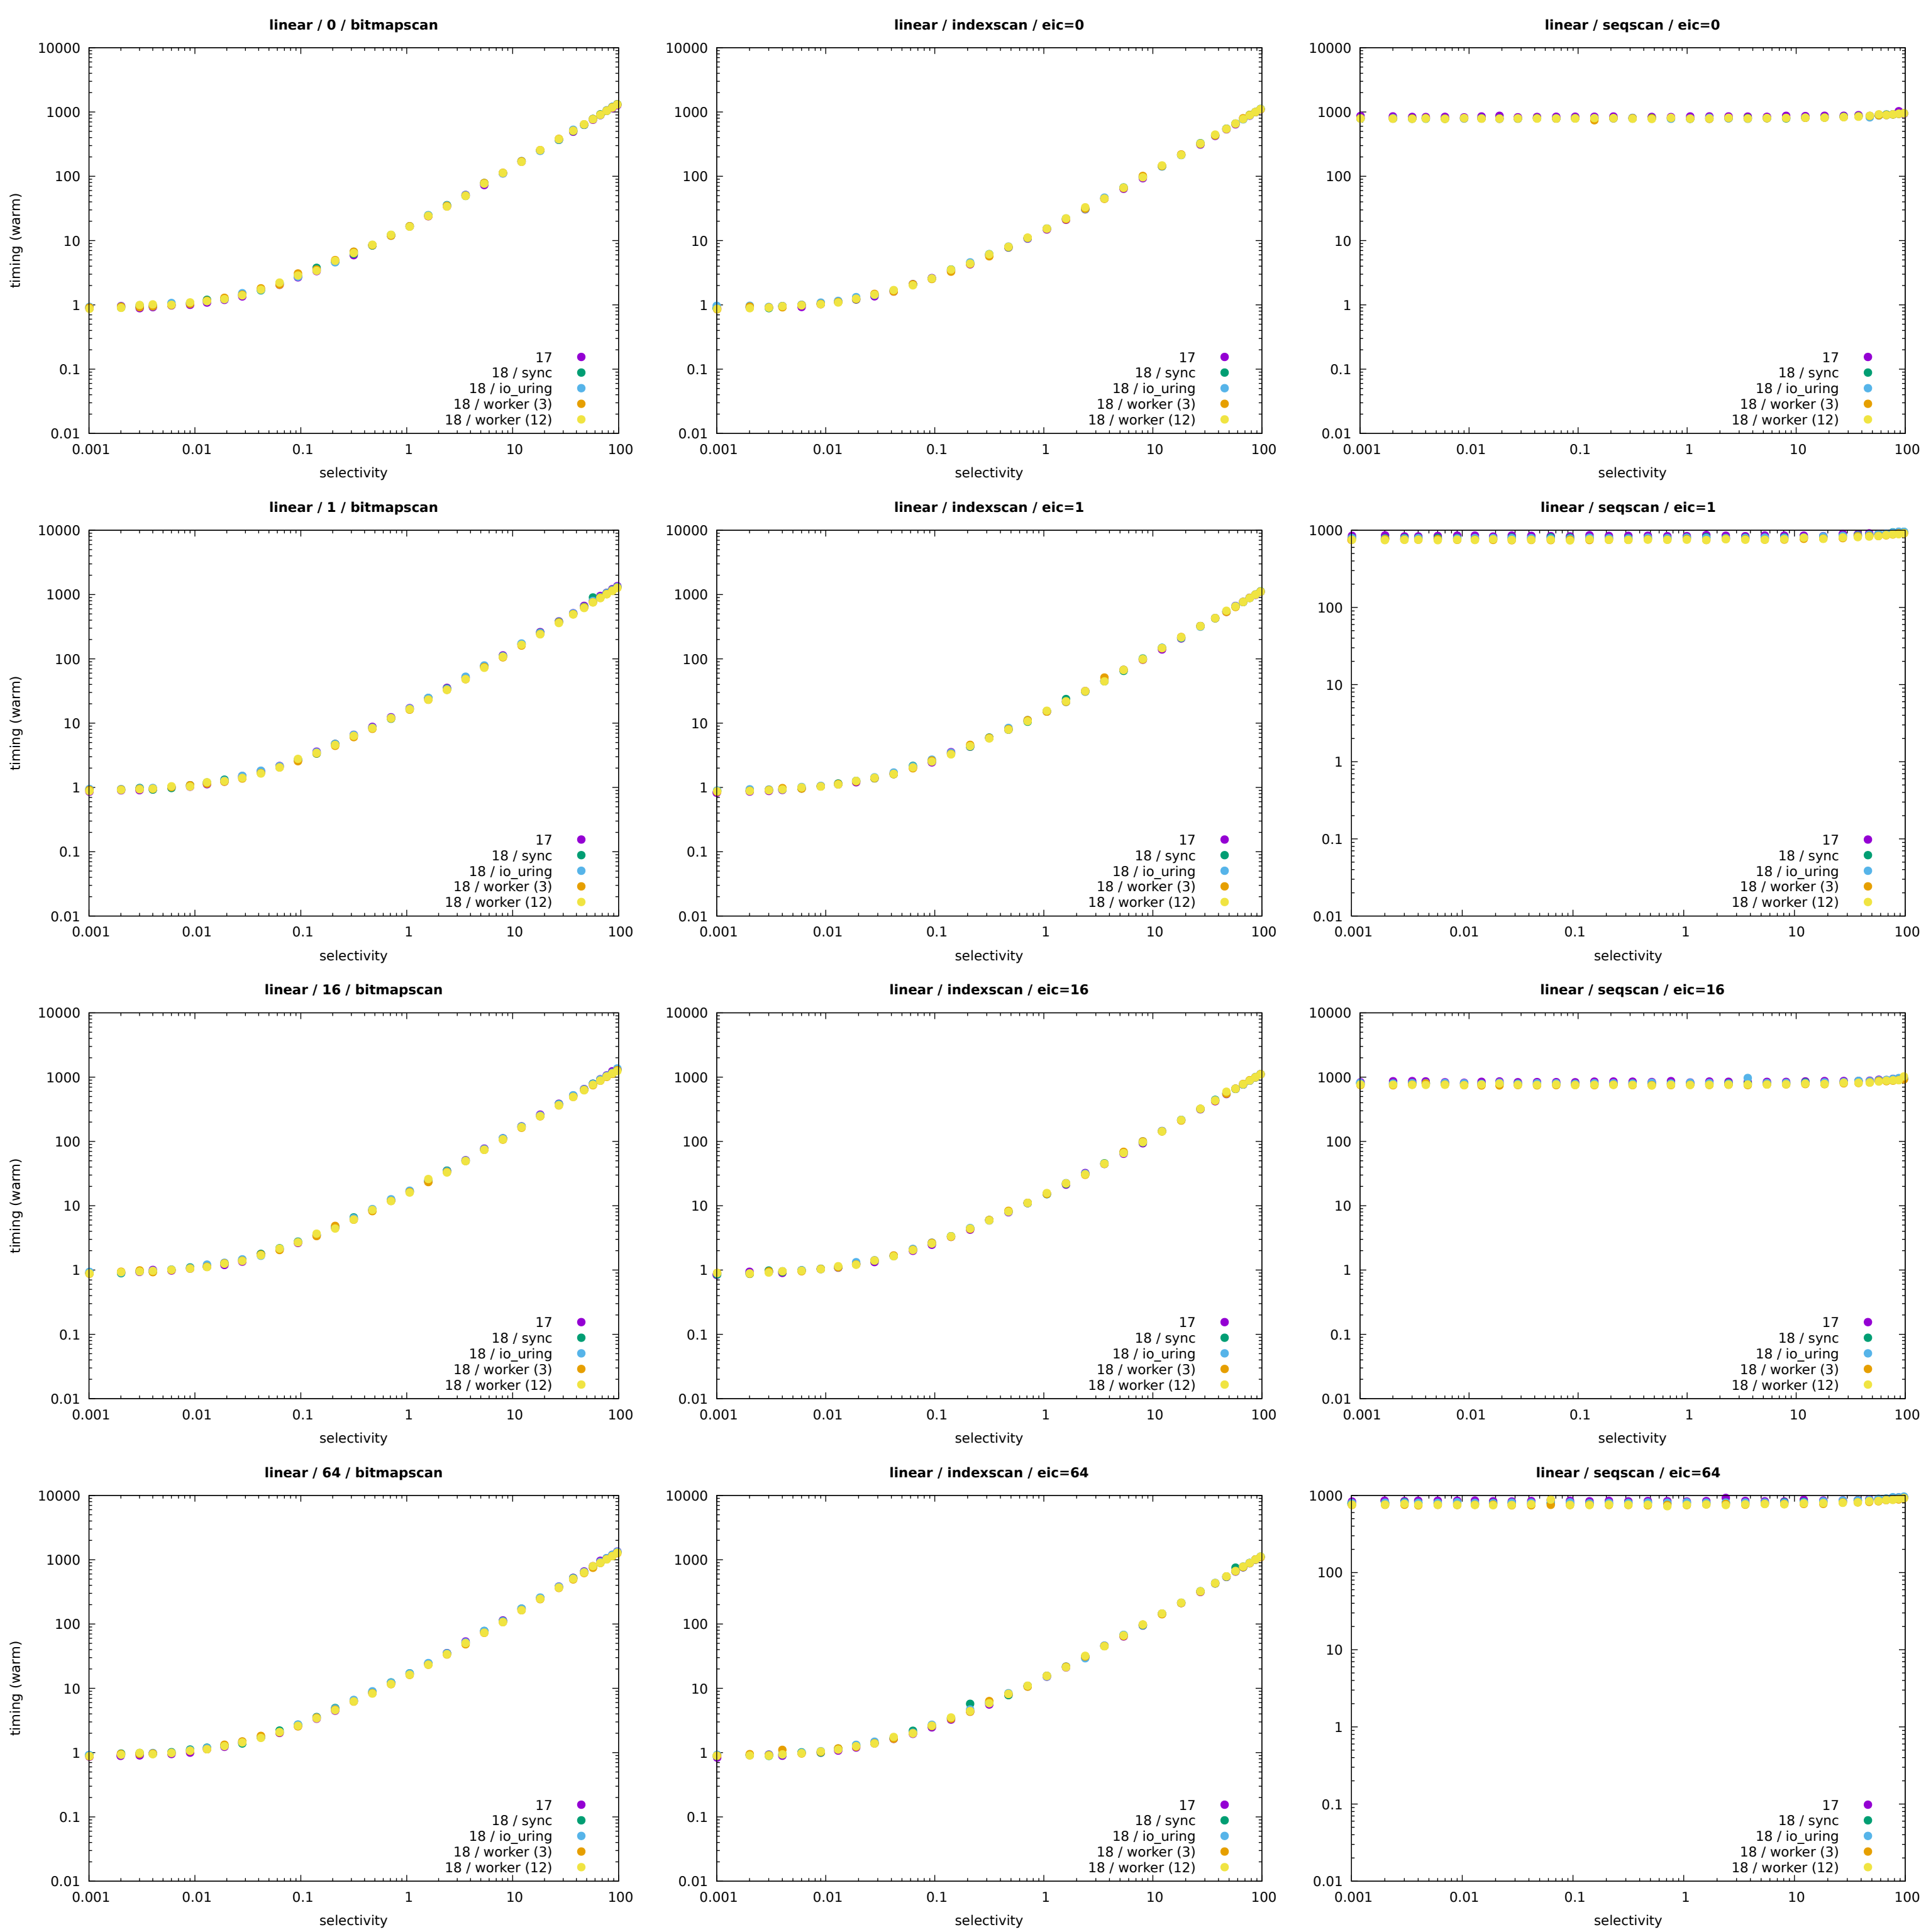 linear / 0 / bitmapscan
10000
1000
100
10
1
0.1
0.01
timing (warm)
17
18 / sync
18 / io_uring
18 / worker (3)
18 / worker (12)
0.001 0.01 0.1 1 10 100
selectivity
linear / indexscan / eic=0
10000
1000
100
10
1
0.1
0.01
17
18 / sync
18 / io_uring
18 / worker (3)
18 / worker (12)
0.001 0.01 0.1 1 10 100
selectivity
linear / seqscan / eic=0
10000
1000
100
10
1
0.1
0.01
17
18 / sync
18 / io_uring
18 / worker (3)
18 / worker (12)
0.001 0.01 0.1 1 10 100
selectivity
linear / 1 / bitmapscan
10000
1000
100
10
1
0.1
0.01
timing (warm)
17
18 / sync
18 / io_uring
18 / worker (3)
18 / worker (12)
0.001 0.01 0.1 1 10 100
selectivity
linear / indexscan / eic=1
10000
1000
100
10
1
0.1
0.01
17
18 / sync
18 / io_uring
18 / worker (3)
18 / worker (12)
0.001 0.01 0.1 1 10 100
selectivity
linear / seqscan / eic=1
1000
100
10
1
0.1
0.01
17
18 / sync
18 / io_uring
18 / worker (3)
18 / worker (12)
0.001 0.01 0.1 1 10 100
selectivity
linear / 16 / bitmapscan
10000
1000
100
10
1
0.1
0.01
timing (warm)
17
18 / sync
18 / io_uring
18 / worker (3)
18 / worker (12)
0.001 0.01 0.1 1 10 100
selectivity
linear / indexscan / eic=16
10000
1000
100
10
1
0.1
0.01
17
18 / sync
18 / io_uring
18 / worker (3)
18 / worker (12)
0.001 0.01 0.1 1 10 100
selectivity
linear / seqscan / eic=16
10000
1000
100
10
1
0.1
0.01
17
18 / sync
18 / io_uring
18 / worker (3)
18 / worker (12)
0.001 0.01 0.1 1 10 100
selectivity
linear / 64 / bitmapscan
10000
1000
100
10
1
0.1
0.01
timing (warm)
17
18 / sync
18 / io_uring
18 / worker (3)
18 / worker (12)
0.001 0.01 0.1 1 10 100
selectivity
linear / indexscan / eic=64
10000
1000
100
10
1
0.1
0.01
17
18 / sync
18 / io_uring
18 / worker (3)
18 / worker (12)
0.001 0.01 0.1 1 10 100
selectivity
linear / seqscan / eic=64
1000
100
10
1
0.1
0.01
17
18 / sync
18 / io_uring
18 / worker (3)
18 / worker (12)
0.001 0.01 0.1 1 10 100
selectivity